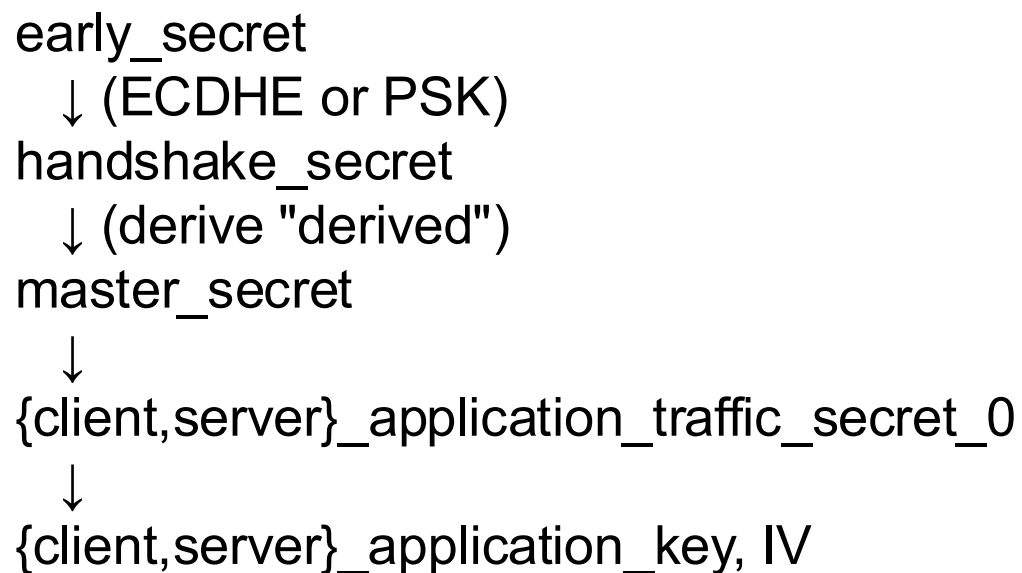 early_secret
↓ (ECDHE or PSK)
handshake_secret
↓ (derive "derived")
master_secret
↓
{client,server}_application_traffic_secret_0
↓
{client,server}_application_key, IV